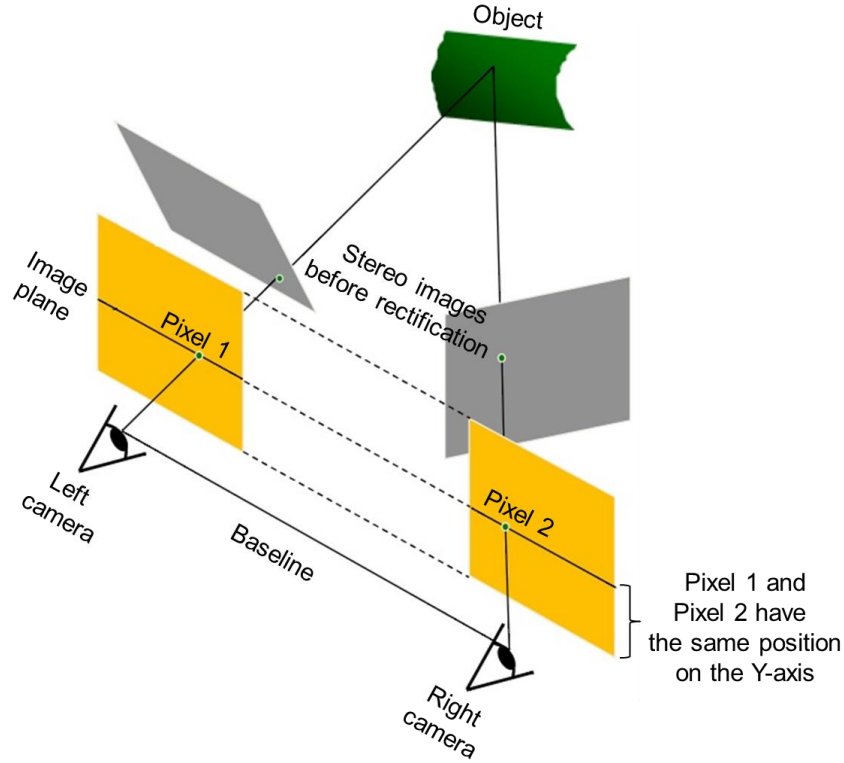 Object
Stereo images
before rectification
Image
plane
Pixel 1
Pixel 2
Left
camera
Baseline
Pixel 1 and
Pixel 2 have
the same position
on the Y-axis
Right
camera